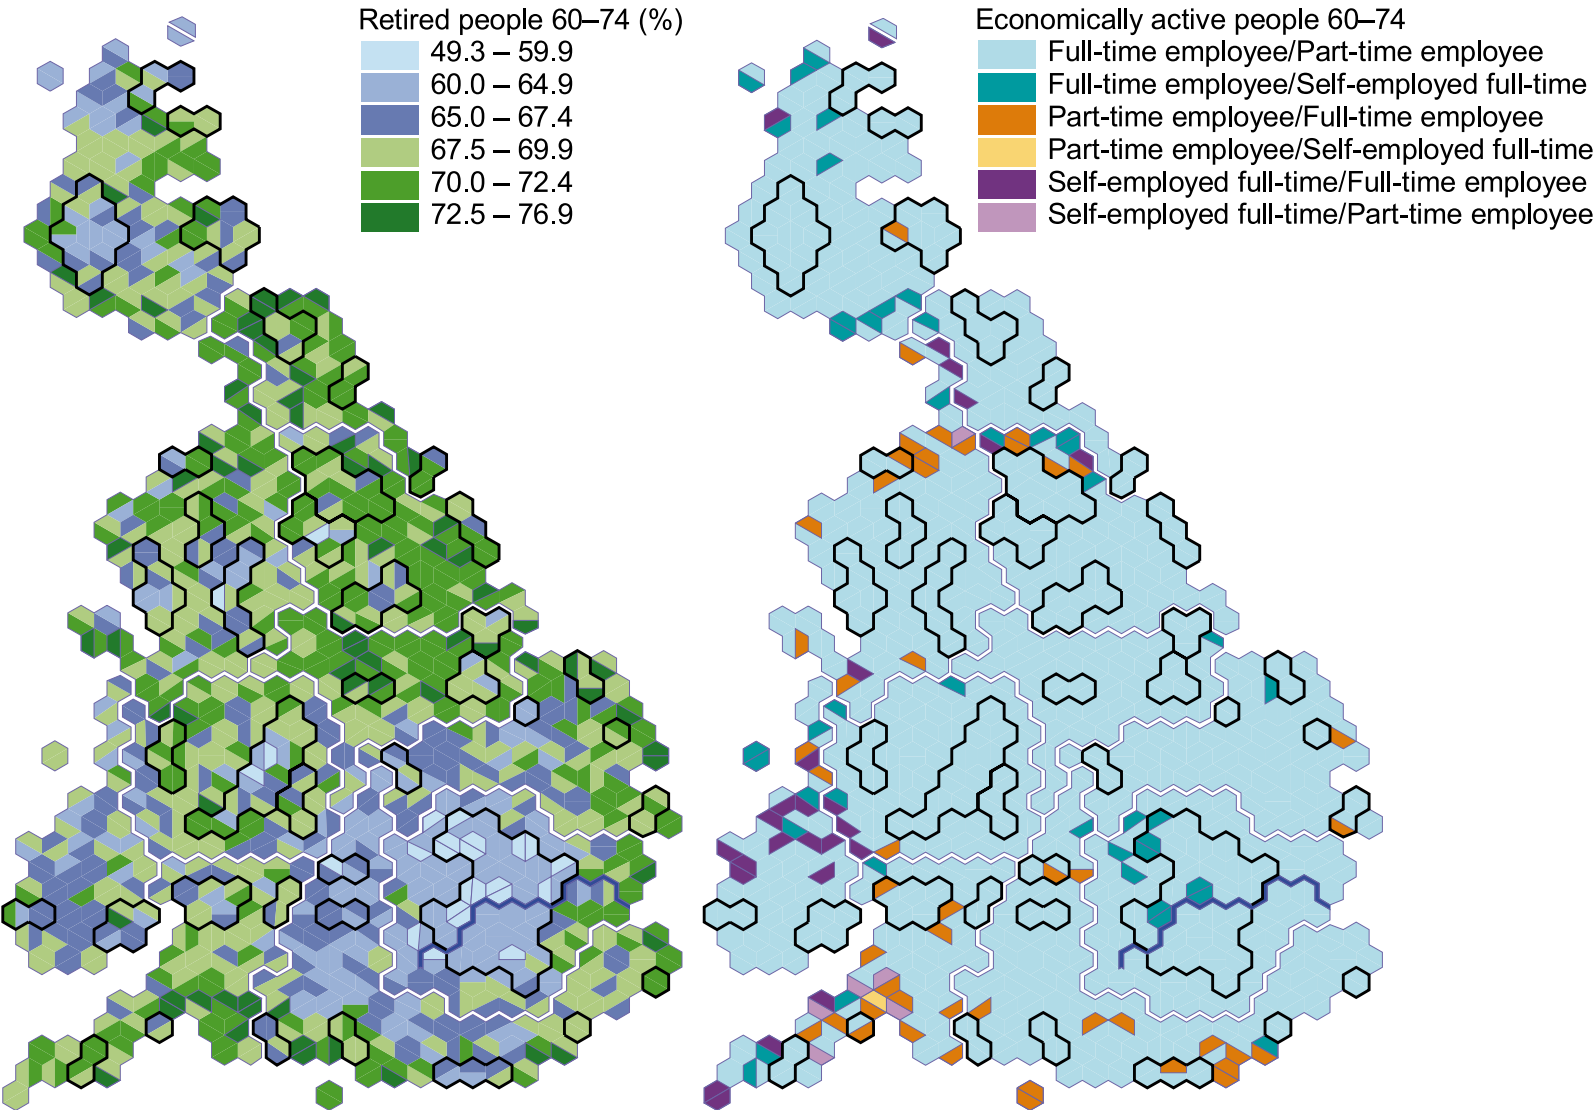 Retired people 60–74 (%)
49.3 – 59.9
60.0 – 64.9
65.0 – 67.4
67.5 – 69.9
70.0 – 72.4
72.5 – 76.9
Economically active people 60–74
Full-time employee/Part-time employee
Full-time employee/Self-employed full-time
Part-time employee/Full-time employee
Part-time employee/Self-employed full-time
Self-employed full-time/Full-time employee
Self-employed full-time/Part-time employee